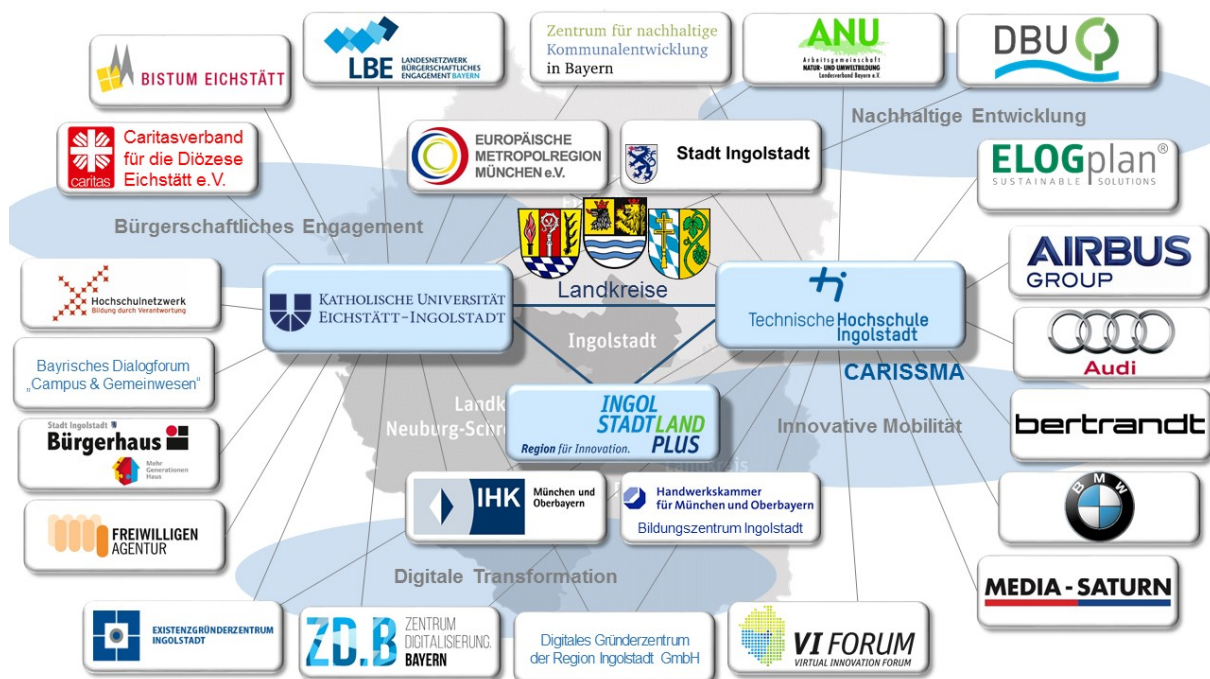 BISTUM EICHSTÄTT
LBE
LANDESNETZWERK
BÜRGERSCHAFTLICHES
ENGAGEMENT BAYERN
Zentrum für nachhaltige
Kommunalentwicklung
in Bayern
ANU
Arbeitsgemeinschaft
NATUR- UND UMWELTBILDUNG
Landesverband Bayern e.V.
DBU
Nachhaltige Entwicklung
caritas
Caritasverband
für die Diözese
Eichstätt e.V.
EUROPÄISCHE
METROPOLREGION
MÜNCHEN e.V.
Stadt Ingolstadt
ELOGplan®
SUSTAINABLE SOLUTIONS
Bürgerschaftliches Engagement
Landkreise
AIRBUS
GROUP
Hochschulnetzwerk
Bildung durch Verantwortung
KATHOLISCHE UNIVERSITÄT
EICHSTÄTT-INGOLSTADT
Technische Hochschule
Ingolstadt
Ingolstadt
Audi
CARISSMA
Bayrisches Dialogforum
„Campus & Gemeinwesen“
INGOL
STADTLAND
PLUS
Region für Innovation.
Landk
Neuburg-Schr
Innovative Mobilität
bertrandt
Stadt Ingolstadt
Bürgerhaus
Mehr
Generationen
Haus
IHK
München und
Oberbayern
Handwerkskammer
für München und Oberbayern
Bildungszentrum Ingolstadt
BMW
FREIWILLIGEN
AGENTUR
Digitale Transformation
MEDIA-SATURN
EXISTENZGRÜNDERZENTRUM
INGOLSTADT
ZD.B
ZENTRUM
DIGITALISIERUNG.
BAYERN
Digitales Gründerzentrum
der Region Ingolstadt GmbH
VI FORUM
VIRTUAL INNOVATION FORUM